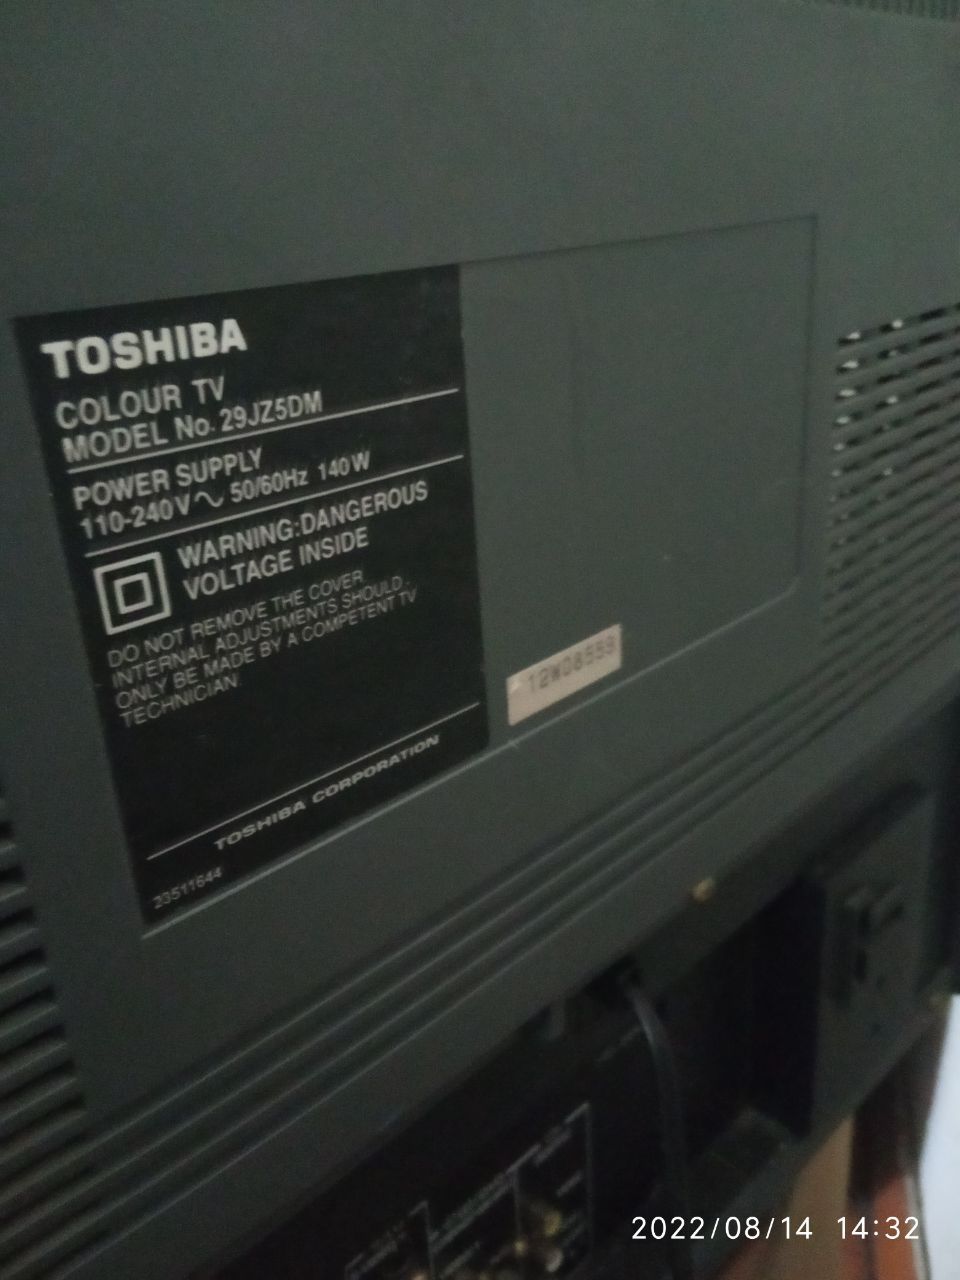 TOSHIBA
COLOUR TV
MODEL No. 29JZ5DM
POWER SUPPLY
110-240V∿ 50/60Hz 140W
WARNING:DANGEROUS
VOLTAGE INSIDE
DO NOT REMOVE THE COVER.
INTERNAL ADJUSTMENTS SHOULD
ONLY BE MADE BY A COMPETENT TV
TECHNICIAN
TOSHIBA CORPORATION
23511644
12W08559
2022/08/14 14:32